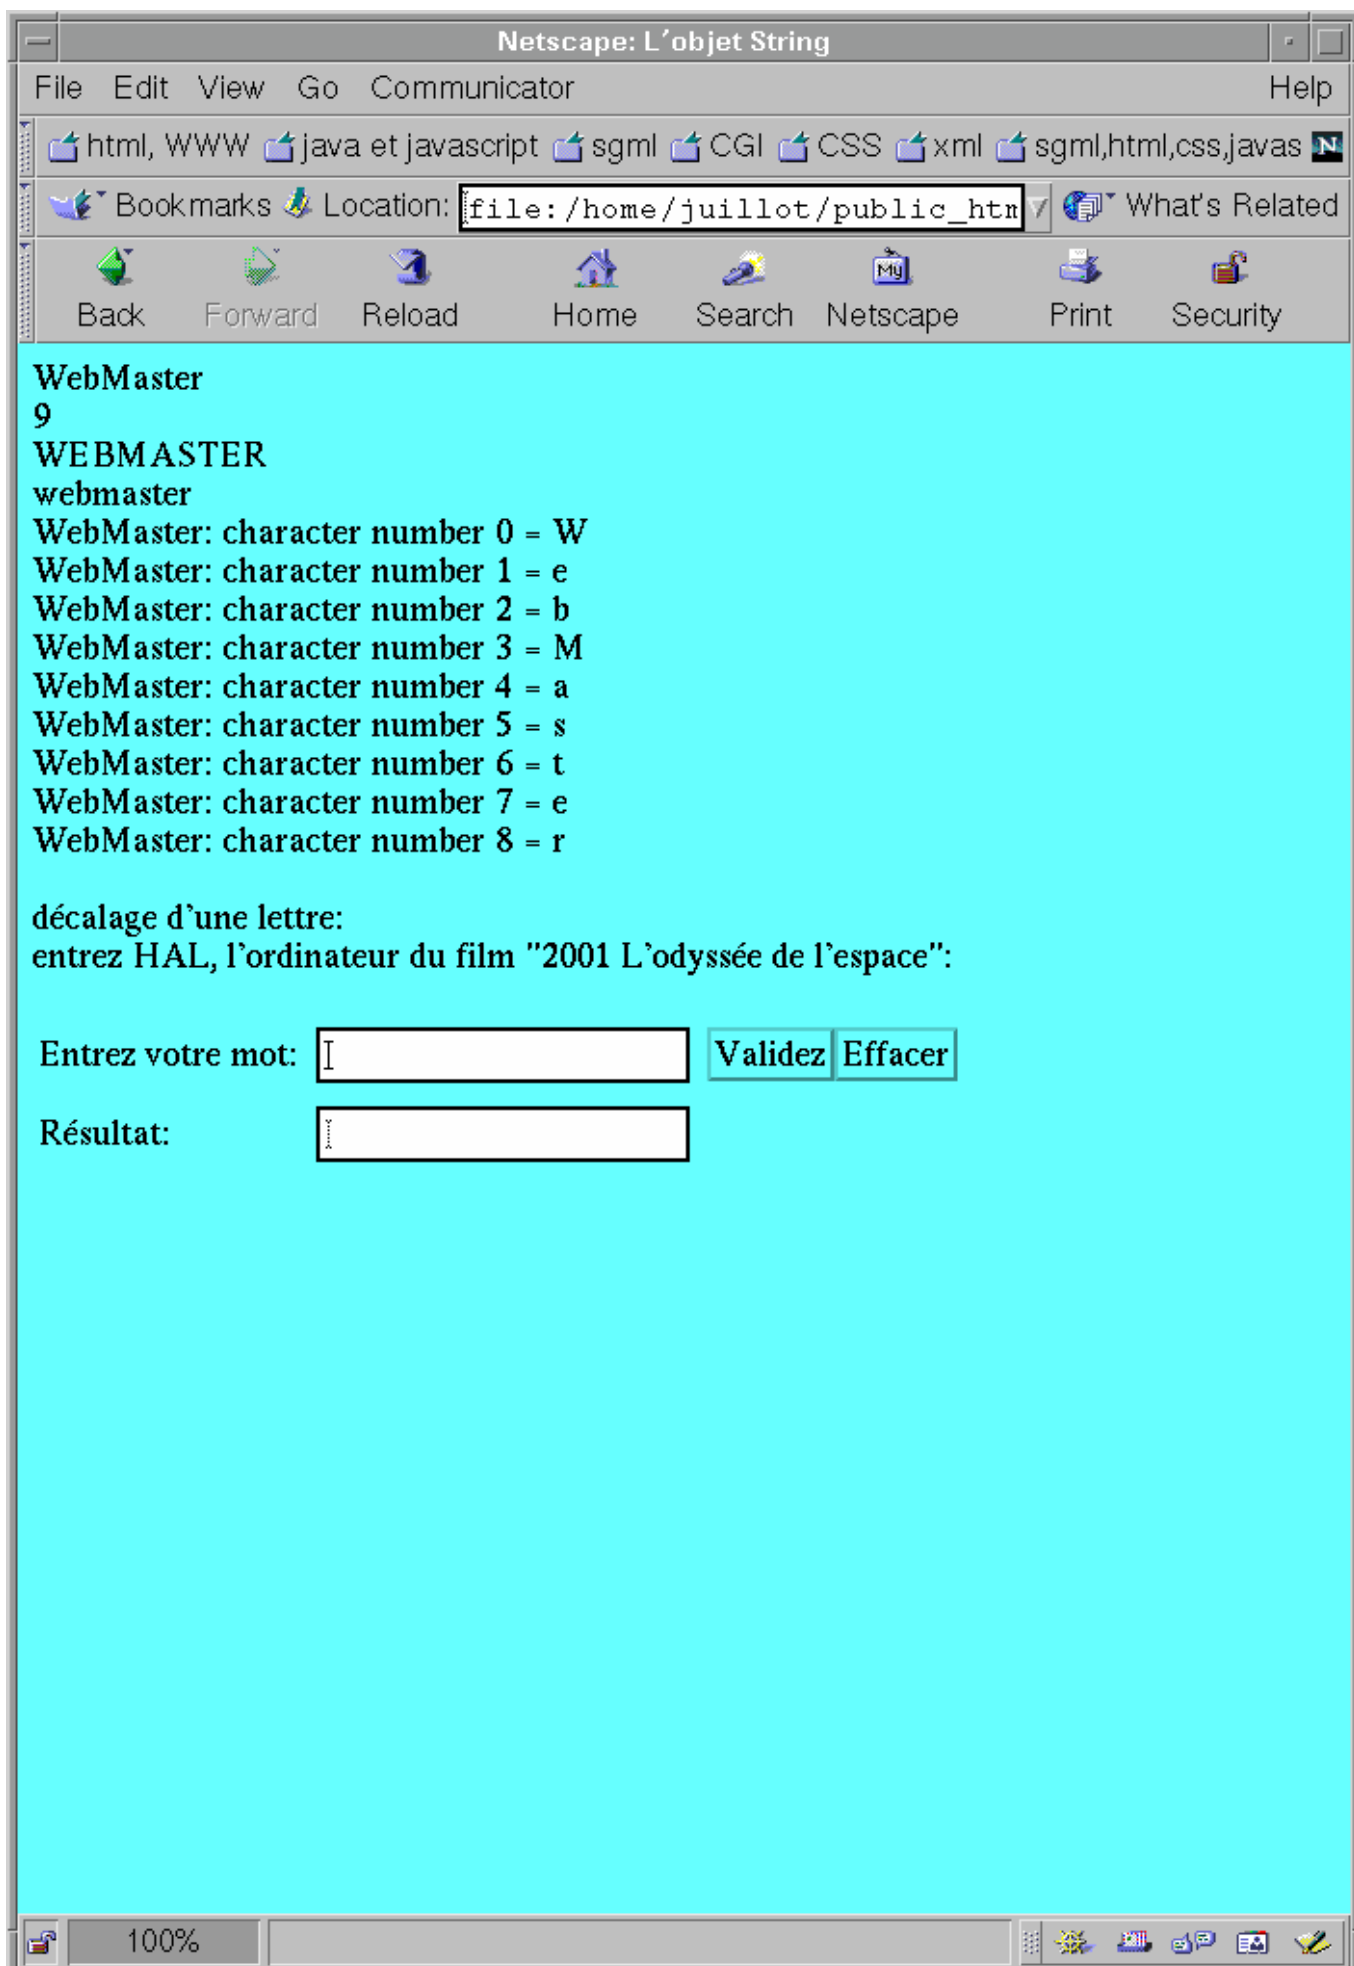 Netscape: L'objet String
File Edit View Go Communicator Help
html, WWW java et javascript sgml CGI CSS xml sgml,html,css,javas N
Bookmarks Location: file:/home/juillot/public_htm What's Related
My
Back Forward Reload Home Search Netscape Print Security
WebMaster
9
WEBMASTER
webmaster
WebMaster: character number 0 = W
WebMaster: character number 1 = e
WebMaster: character number 2 = b
WebMaster: character number 3 = M
WebMaster: character number 4 = a
WebMaster: character number 5 = s
WebMaster: character number 6 = t
WebMaster: character number 7 = e
WebMaster: character number 8 = r
décalage d'une lettre:
entrez HAL, l'ordinateur du film "2001 L'odyssée de l'espace":
Entrez votre mot: Validez Effacer
Résultat:
100%